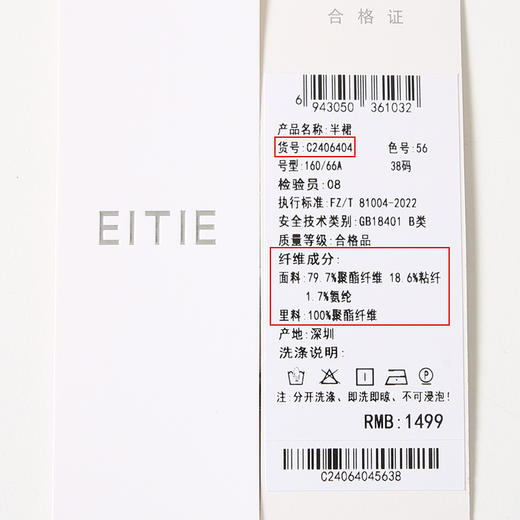 合格证
EITIE
6 943050 361032
产品名称:半裙
货号:C2406404 色号:56
号型:160/66A 38码
检验员:08
执行标准:FZ/T 81004-2022
安全技术类别:GB18401 B类
质量等级:合格品
纤维成分:
面料:79.7%聚酯纤维 18.6%粘纤
1.7%氨纶
里料:100%聚酯纤维
产地:深圳
洗涤说明:
注:分开洗涤、即洗即晾、不可浸泡!
RMB:1499
C24064045638